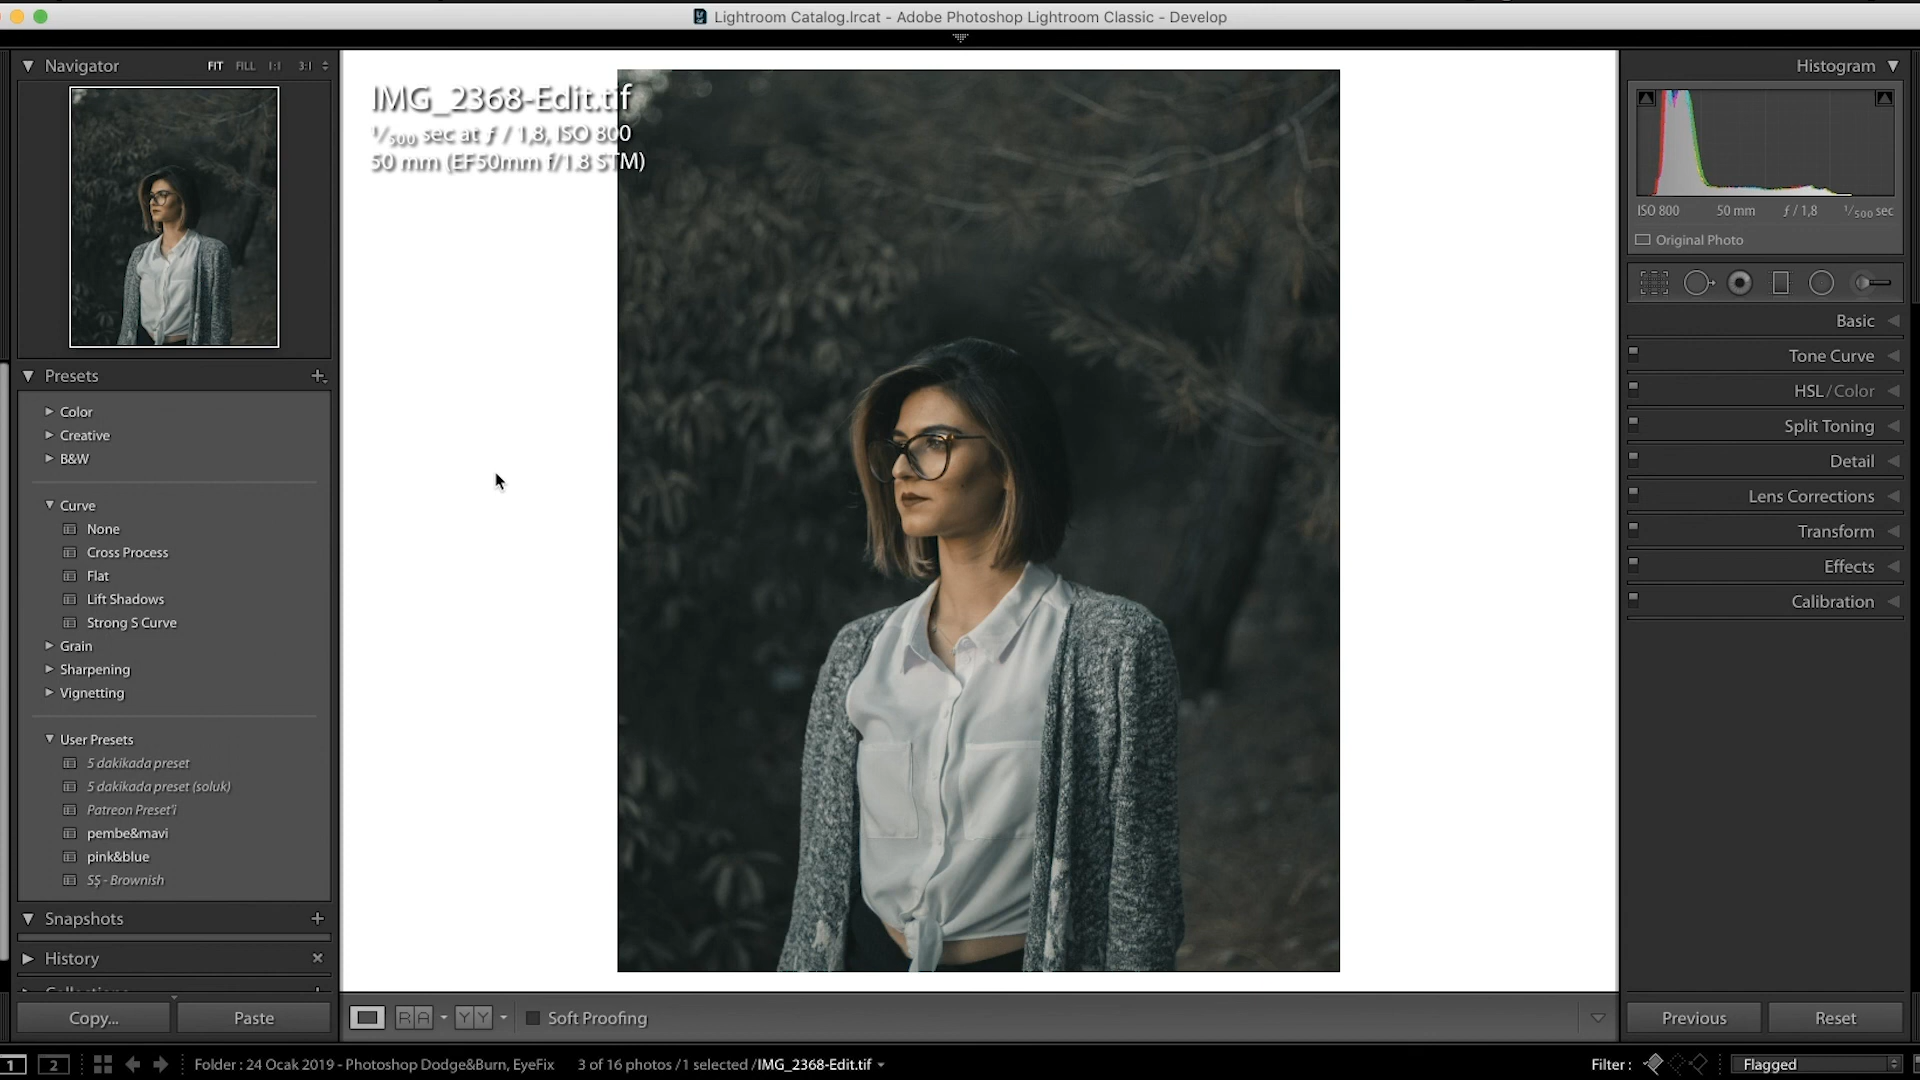 Lightroom Catalog.lrcat - Adobe Photoshop Lightroom Classic - Develop
Navigator FIT FILL 1:1 3:1
Presets
Color
Creative
B&W
Curve
None
Cross Process
Flat
Lift Shadows
Strong S Curve
Grain
Sharpening
Vignetting
User Presets
5 dakikada preset
5 dakikada preset (soluk)
Patreon Preset'i
pembe&mavi
pink&blue
SŞ - Brownish
Snapshots
History
Collections
Copy... Paste
IMG_2368-Edit.tif
1/500 sec at ƒ / 1,8, ISO 800
50 mm (EF50mm f/1.8 STM)
Soft Proofing
Histogram
ISO 800 50 mm ƒ / 1,8 1/500 sec
Original Photo
Basic
Tone Curve
HSL / Color
Split Toning
Detail
Lens Corrections
Transform
Effects
Calibration
Previous Reset
1 2 Folder : 24 Ocak 2019 - Photoshop Dodge&Burn, EyeFix 3 of 16 photos /1 selected /IMG_2368-Edit.tif Filter : Flagged